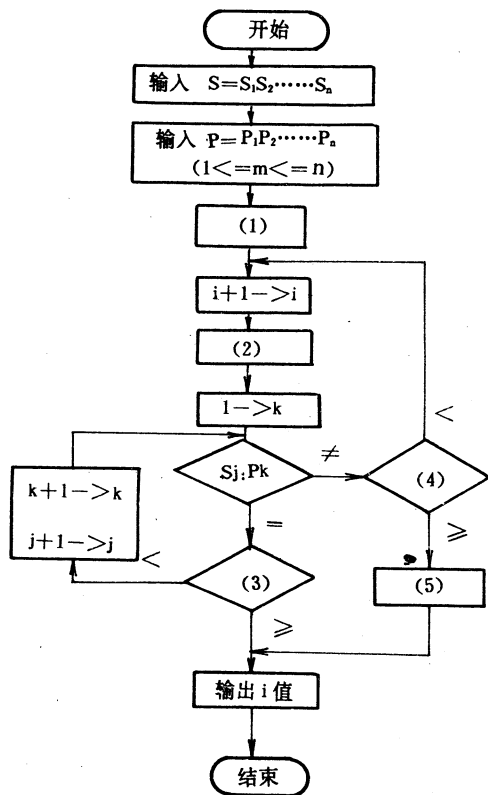 开始
输入 S=S₁S₂……Sₙ
输入 P=P₁P₂……Pₙ
(1<=m<=n)
(1)
i+1->i
(2)
1->k
<
Sj:Pk
≠
(4)
k+1->k
j+1->j
=
≥
<
(3)
(5)
≥
输出 i 值
结束